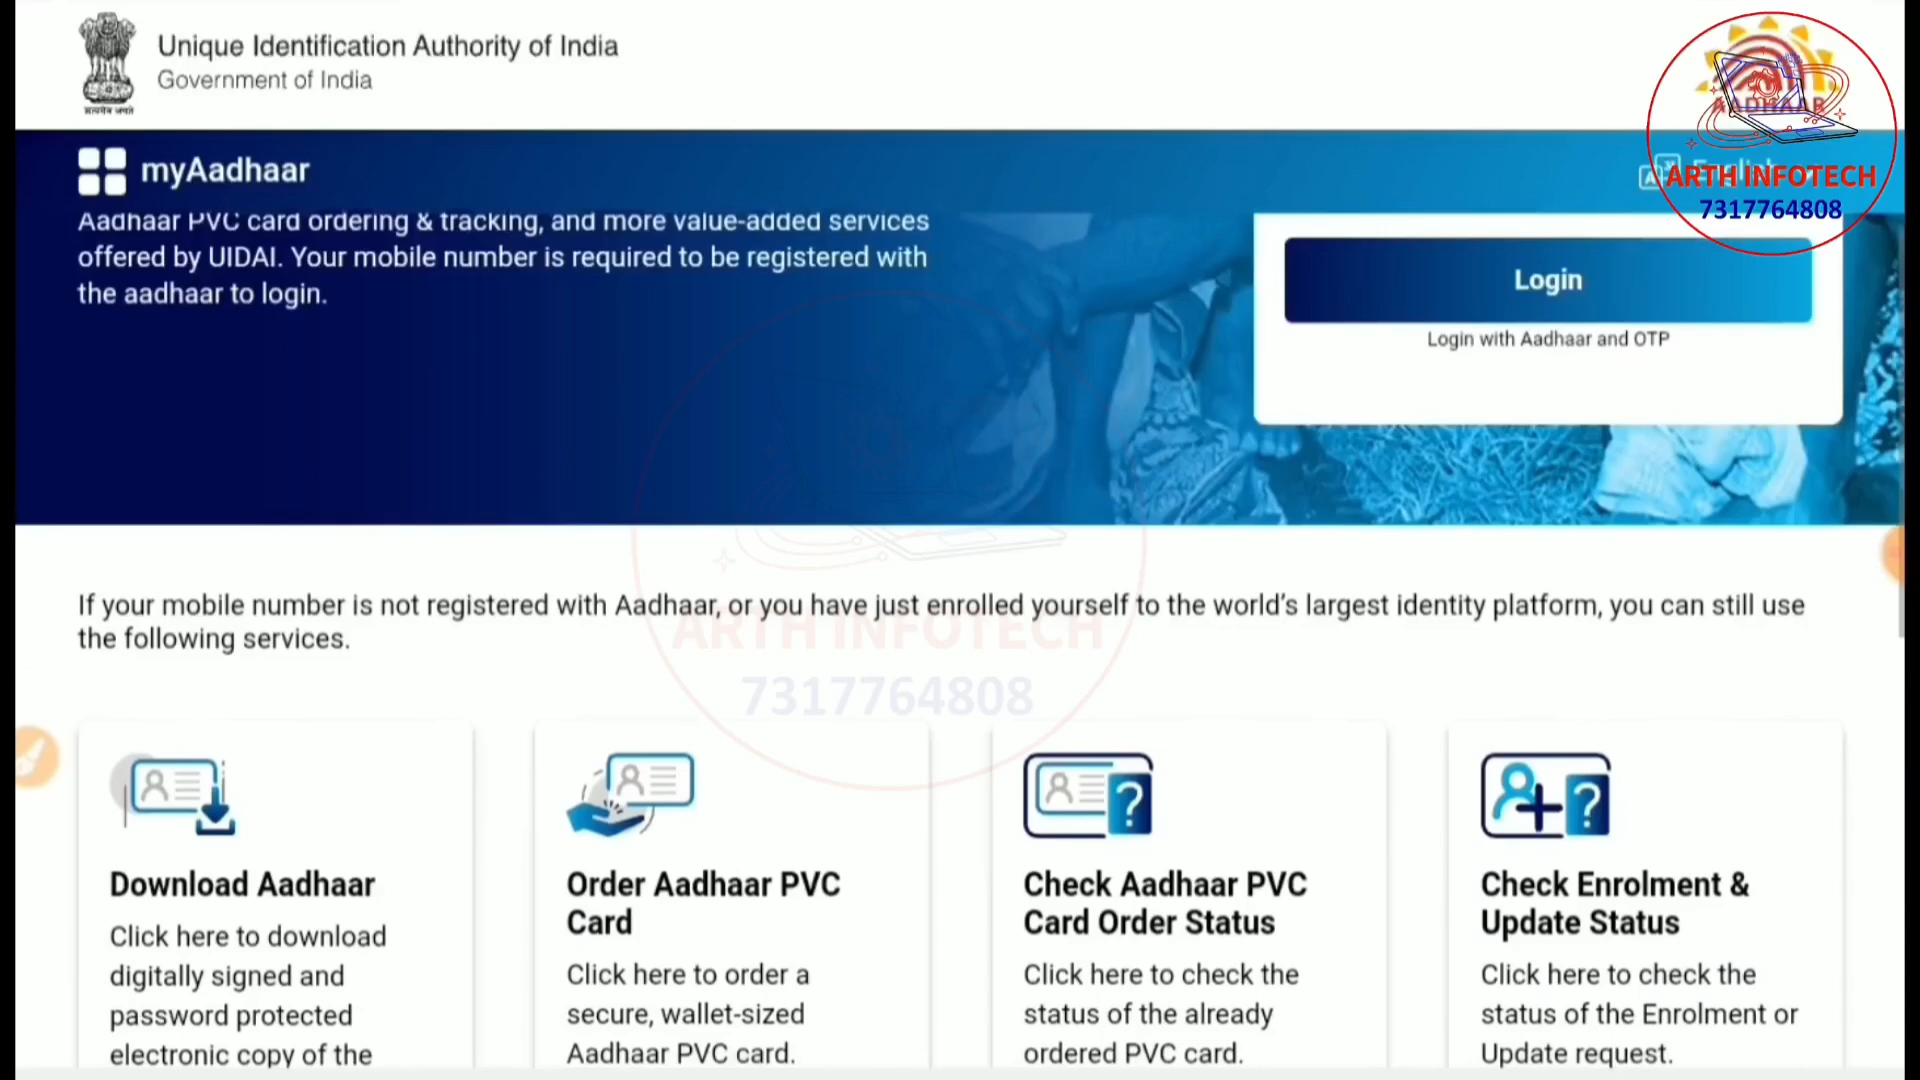 Unique Identification Authority of India
Government of India
सत्यमेव जयते
AADHAAR
myAadhaar
English
ARTH INFOTECH
7317764808
Aadhaar PVC card ordering & tracking, and more value-added services
offered by UIDAI. Your mobile number is required to be registered with
the aadhaar to login.
Login
Login with Aadhaar and OTP
If your mobile number is not registered with Aadhaar, or you have just enrolled yourself to the world's largest identity platform, you can still use
the following services.
ARTH INFOTECH
7317764808
Download Aadhaar
Click here to download
digitally signed and
password protected
electronic copy of the
Order Aadhaar PVC
Card
Click here to order a
secure, wallet-sized
Aadhaar PVC card.
Check Aadhaar PVC
Card Order Status
Click here to check the
status of the already
ordered PVC card.
Check Enrolment &
Update Status
Click here to check the
status of the Enrolment or
Update request.